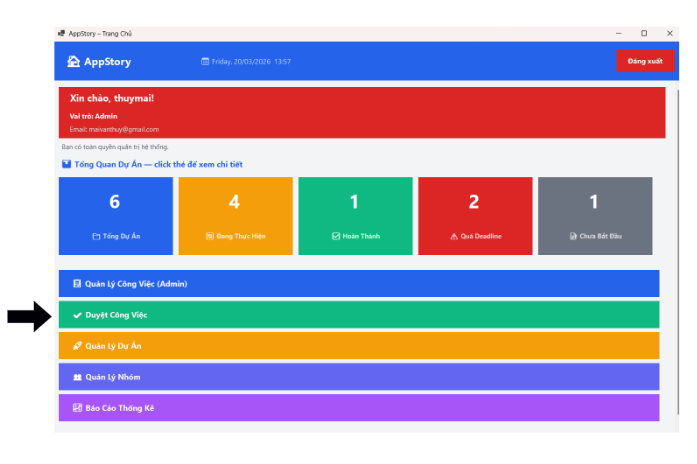 AppStory – Trang Chủ
AppStory
Friday, 20/03/2026 13:57
Đăng xuất
Xin chào, thuymai!
Vai trò: Admin
Email: maivanthuy@gmail.com
Bạn có toàn quyền quản trị hệ thống.
Tổng Quan Dự Án — click thẻ để xem chi tiết
6
4
1
2
1
Tổng Dự Án
Đang Thực Hiện
Hoàn Thành
Quá Deadline
Chưa Bắt Đầu
Quản Lý Công Việc (Admin)
Duyệt Công Việc
Quản Lý Dự Án
Quản Lý Nhóm
Báo Cáo Thống Kê